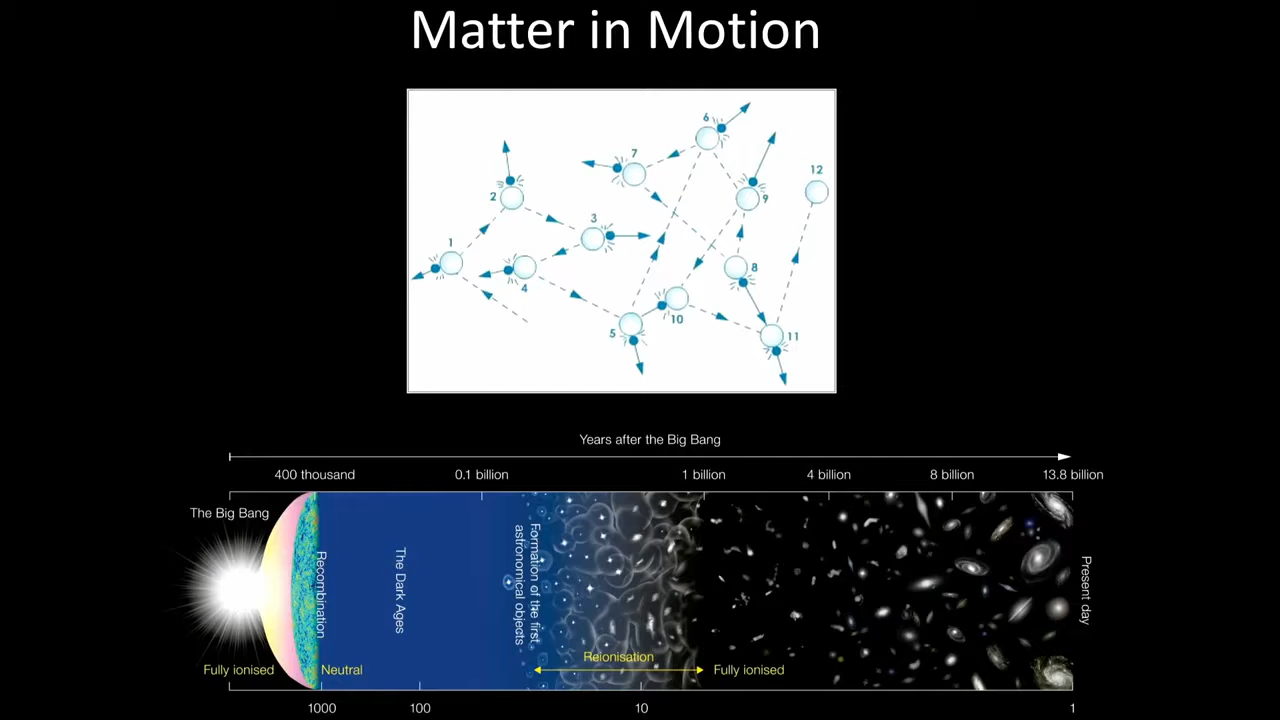 Matter in Motion
6
7
12
2
9
3
1
8
4
10
5
11
Years after the Big Bang
400 thousand 0.1 billion 1 billion 4 billion 8 billion 13.8 billion
The Big Bang
Recombination
The Dark Ages
Formation of the first
astronomical objects
Present day
Reionisation
Fully ionised Neutral Fully ionised
1000 100 10 1